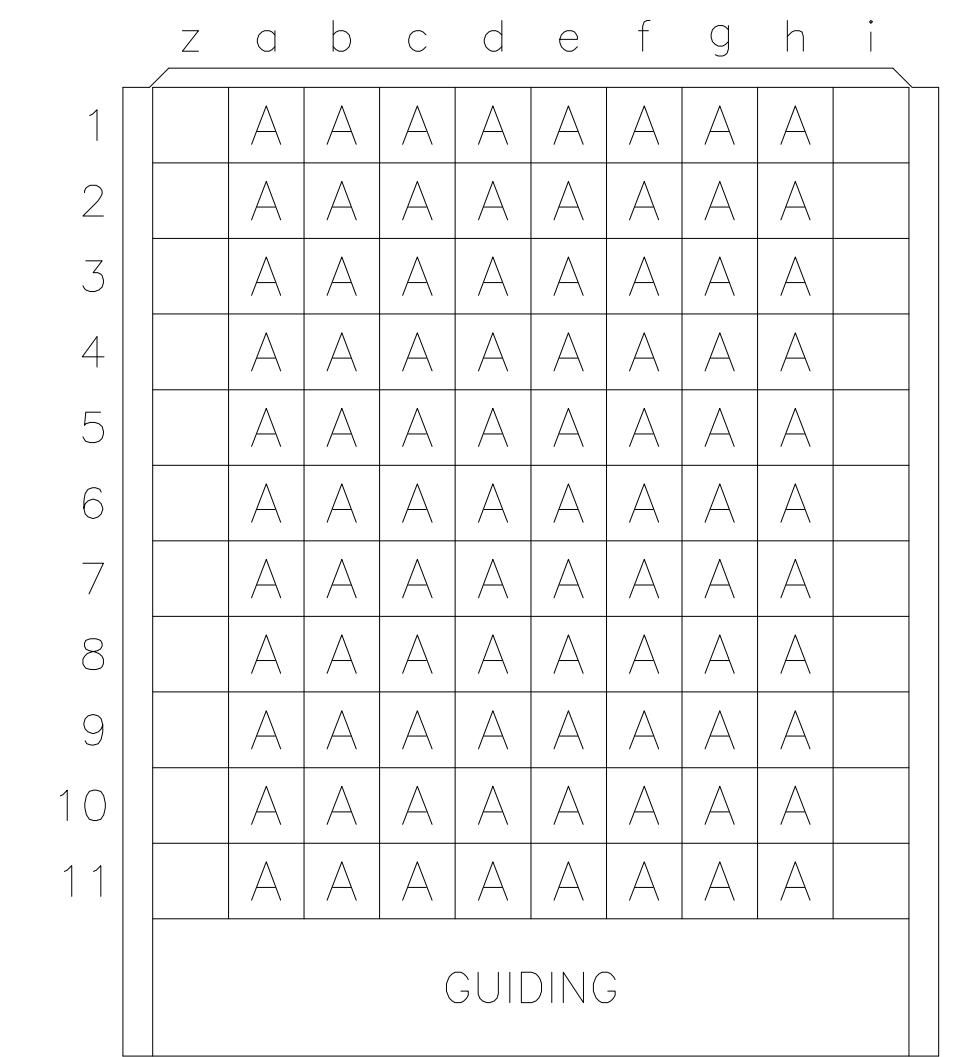 z a b c d e f g h i
1 A A A A A A A A
2 A A A A A A A A
3 A A A A A A A A
4 A A A A A A A A
5 A A A A A A A A
6 A A A A A A A A
7 A A A A A A A A
8 A A A A A A A A
9 A A A A A A A A
10 A A A A A A A A
11 A A A A A A A A
GUIDING